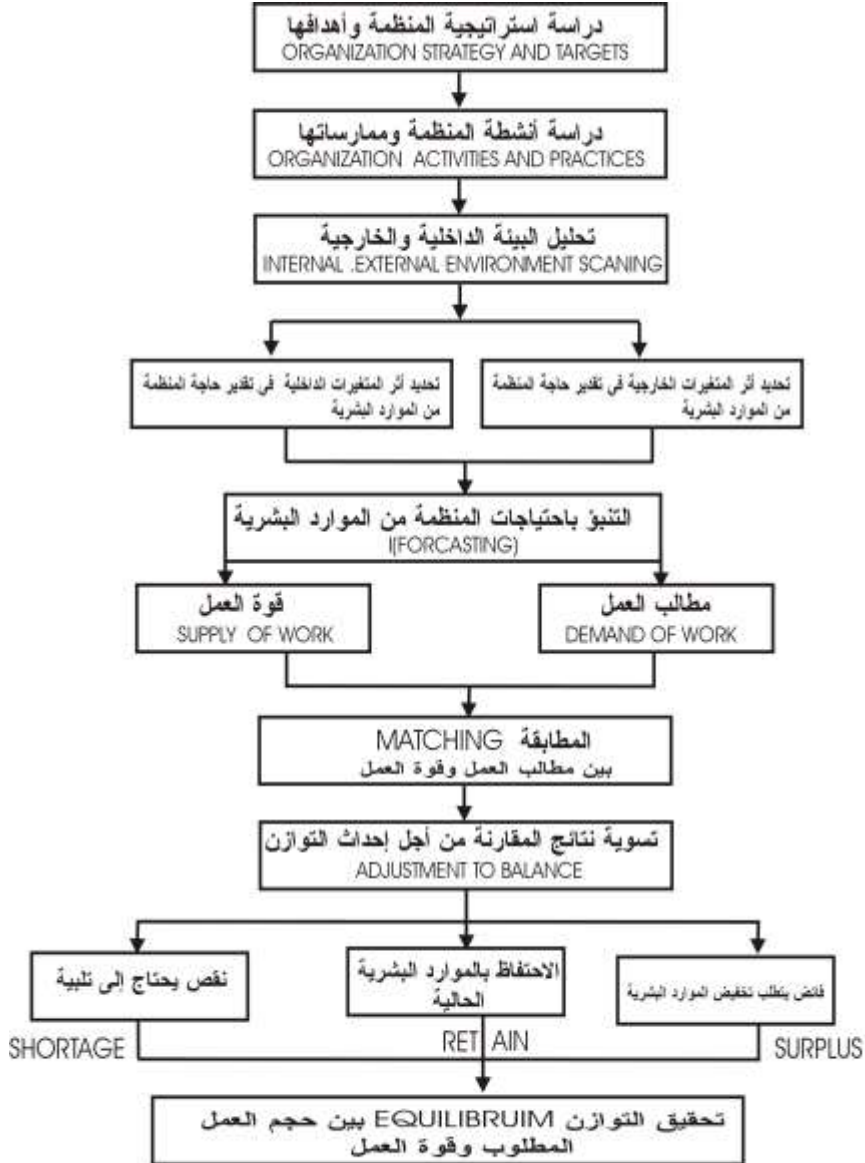 دراسة استراتيجية المنظمة وأهدافها
ORGANIZATION STRATEGY AND TARGETS
دراسة أنشطة المنظمة وممارساتها
ORGANIZATION ACTIVITIES AND PRACTICES
تحليل البيئة الداخلية والخارجية
INTERNAL .EXTERNAL ENVIRONMENT SCANING
تحديد أثر المتغيرات الخارجية فى تقدير حاجة المنظمة
من الموارد البشرية
تحديد أثر المتغيرات الداخلية فى تقدير حاجة المنظمة
من الموارد البشرية
التنبؤ باحتياجات المنظمة من الموارد البشرية
I(FORCASTING)
مطالب العمل
DEMAND OF WORK
قوة العمل
SUPPLY OF WORK
المطابقة MATCHING
بين مطالب العمل وقوة العمل
تسوية نتائج المقارنة من أجل إحداث التوازن
ADJUSTMENT TO BALANCE
فائض يتطلب تخفيض الموارد البشرية
SURPLUS
الاحتفاظ بالموارد البشرية
الحالية
RET AIN
نقص يحتاج إلى تلبية
SHORTAGE
تحقيق التوازن EQUILIBRUIM بين حجم العمل
المطلوب وقوة العمل